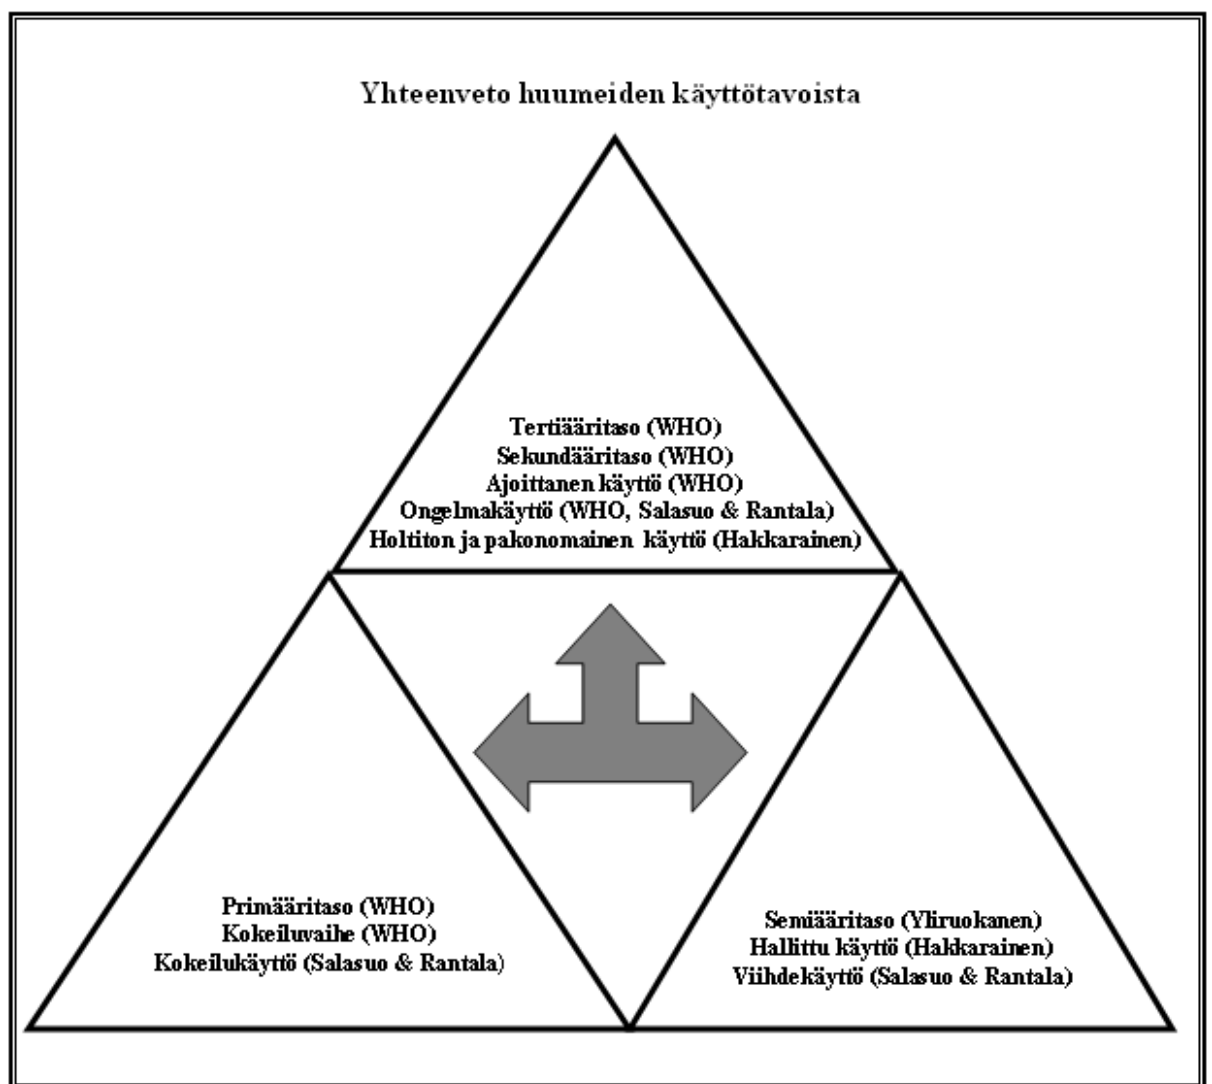 Yhteenveto huumeiden käyttötavoista
Tertiääritaso (WHO)
Sekundääritaso (WHO)
Ajoittanen käyttö (WHO)
Ongelmakäyttö (WHO, Salasuo & Rantala)
Holtiton ja pakonomainen käyttö (Hakkarainen)
Primääritaso (WHO)
Kokeiluvaihe (WHO)
Kokeilukäyttö (Salasuo & Rantala)
Semiääritaso (Yliruokanen)
Hallittu käyttö (Hakkarainen)
Viihdekäyttö (Salasuo & Rantala)